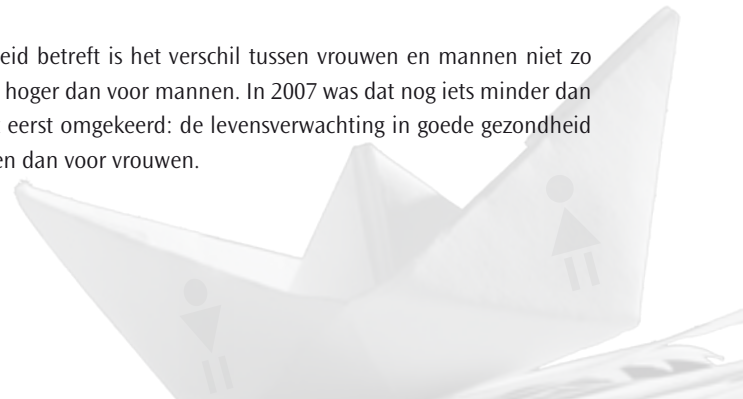 eid betreft is het verschil tussen vrouwen en mannen niet zo
hoger dan voor mannen. In 2007 was dat nog iets minder dan
eerst omgekeerd: de levensverwachting in goede gezondheid
en dan voor vrouwen.